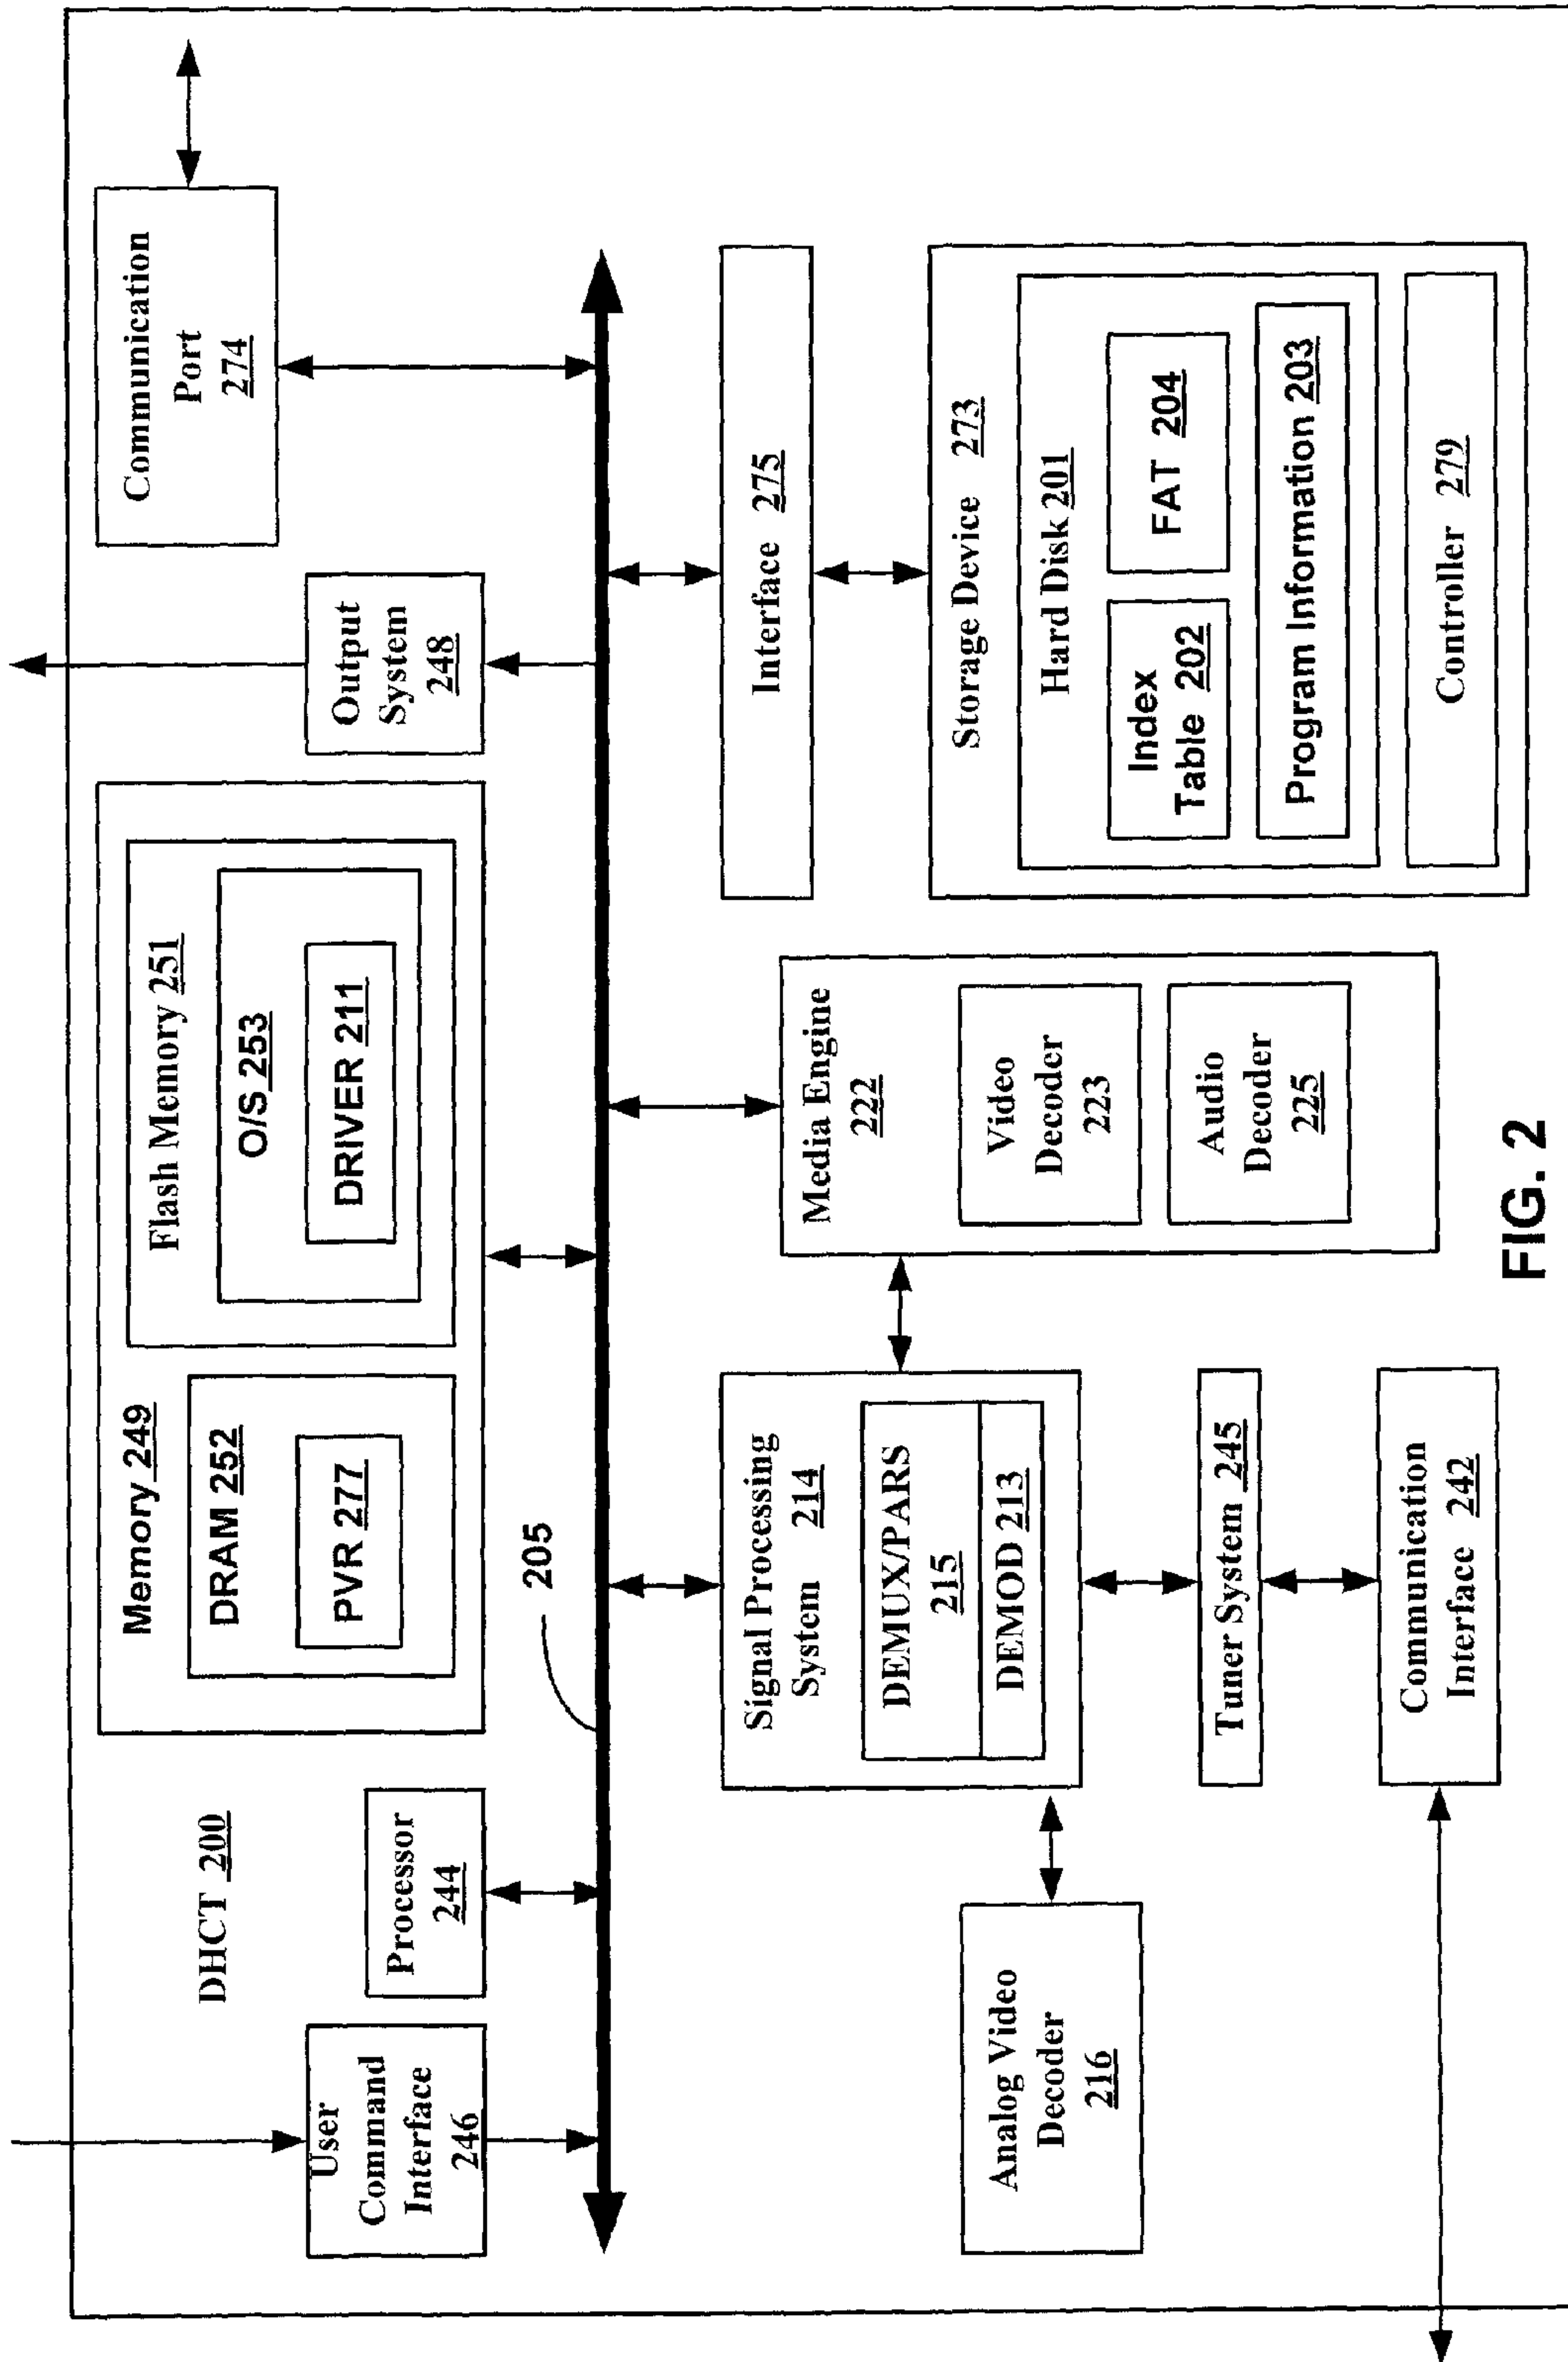 DHCT 200
User
Command
Interface
246
Processor
244
Memory 249
DRAM 252
PVR 277
Flash Memory 251
O/S 253
DRIVER 211
Output
System
248
Communication
Port
274
205
Analog Video
Decoder
216
Signal Processing
System 214
DEMUX/PARS
215
DEMOD 213
Tuner System 245
Communication
Interface 242
Media Engine
222
Video
Decoder
223
Audio
Decoder
225
Interface 275
Storage Device 273
Hard Disk 201
Index
Table 202
FAT 204
Program Information 203
Controller 279
FIG. 2